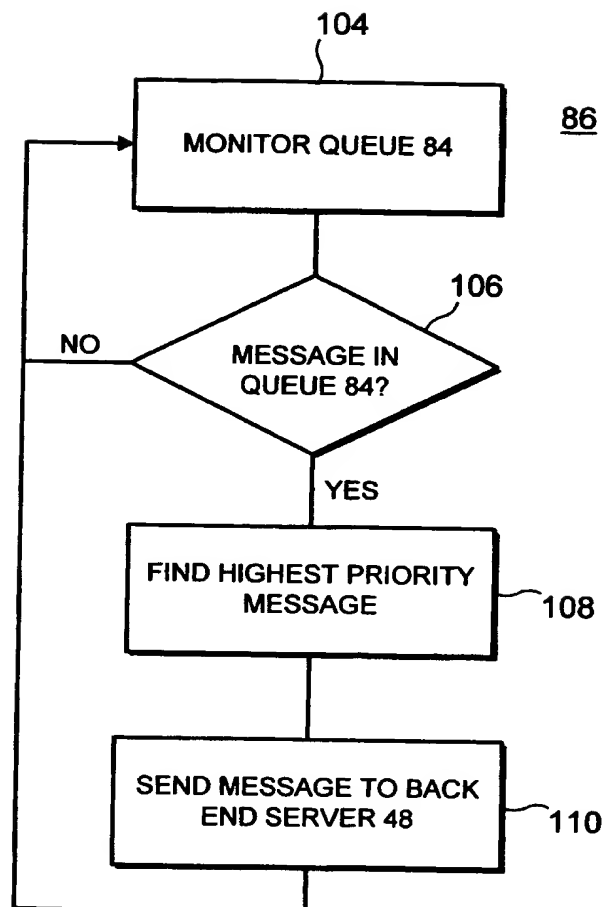 104
86
MONITOR QUEUE 84
106
NO
MESSAGE IN
QUEUE 84?
YES
FIND HIGHEST PRIORITY
MESSAGE
108
SEND MESSAGE TO BACK
END SERVER 48
110